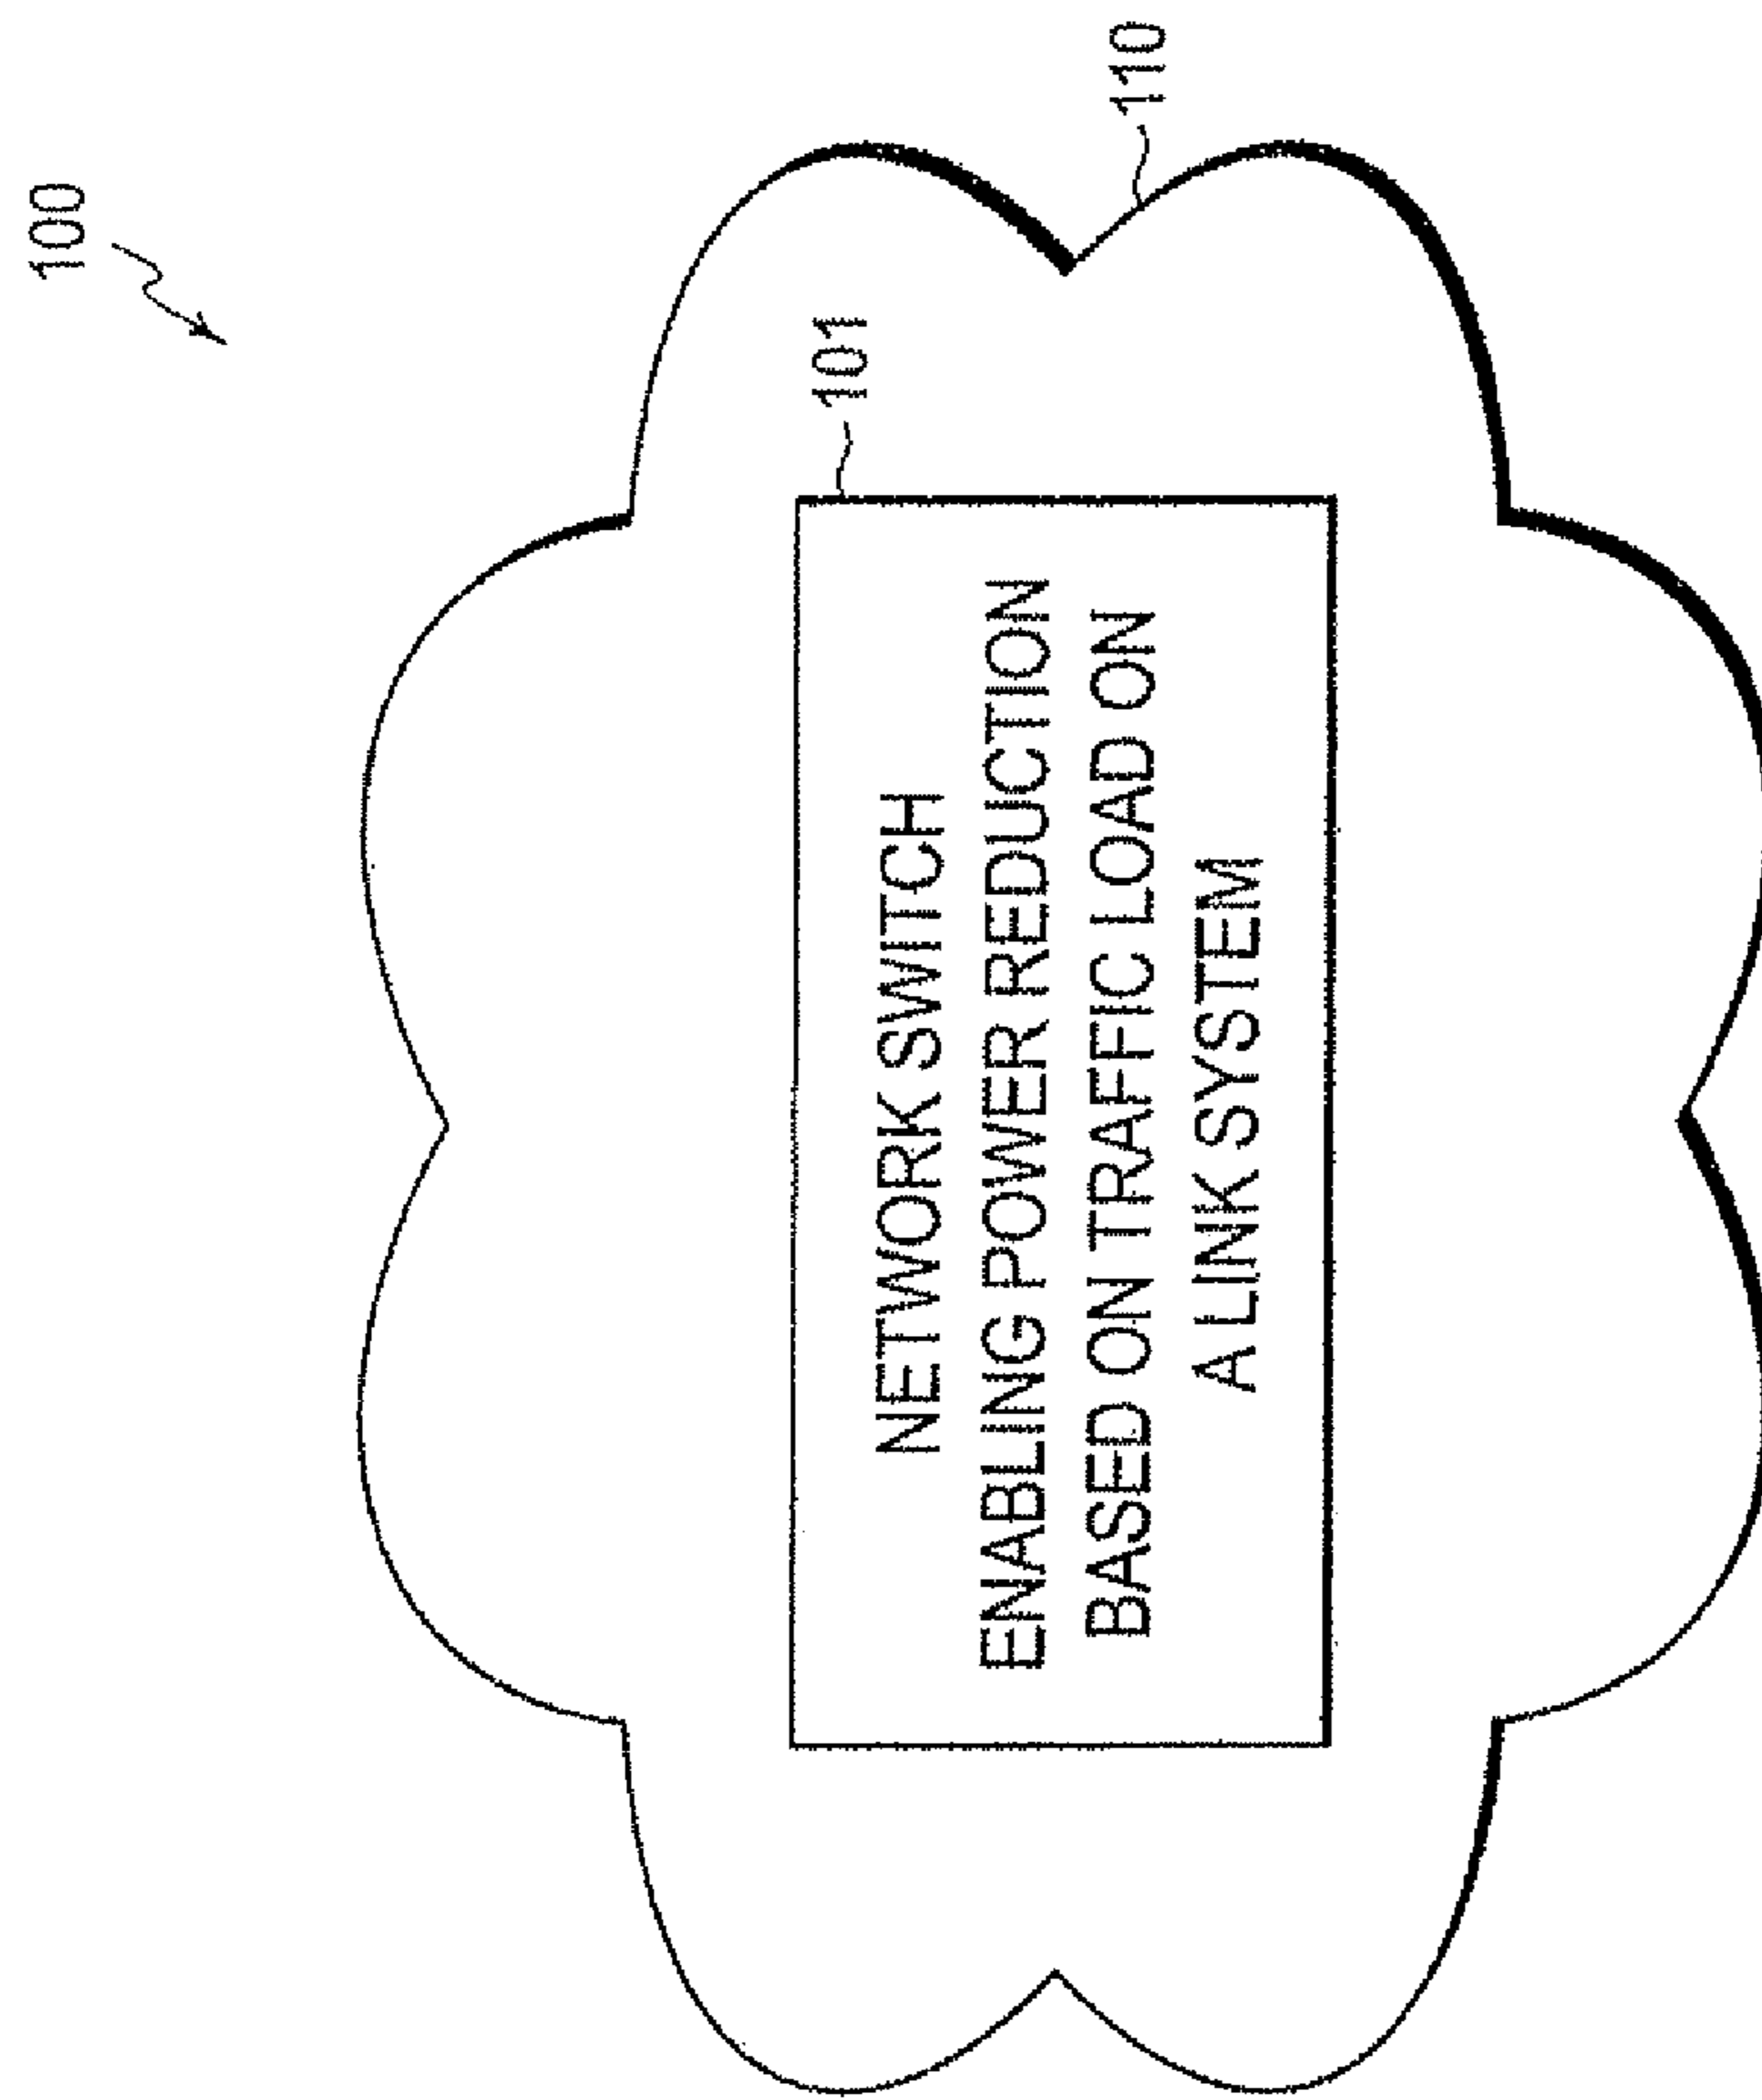 100
110
101
NETWORK SWITCH
ENABLING POWER REDUCTION
BASED ON TRAFFIC LOAD ON
A LINK SYSTEM